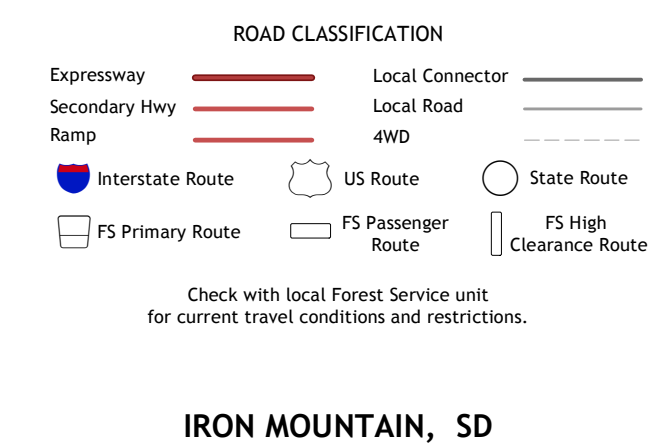 ROAD CLASSIFICATION
Expressway
Local Connector
Secondary Hwy
Local Road
Ramp
4WD
Interstate Route
US Route
State Route
FS Primary Route
FS Passenger
Route
FS High
Clearance Route
Check with local Forest Service unit
for current travel conditions and restrictions.
IRON MOUNTAIN, SD